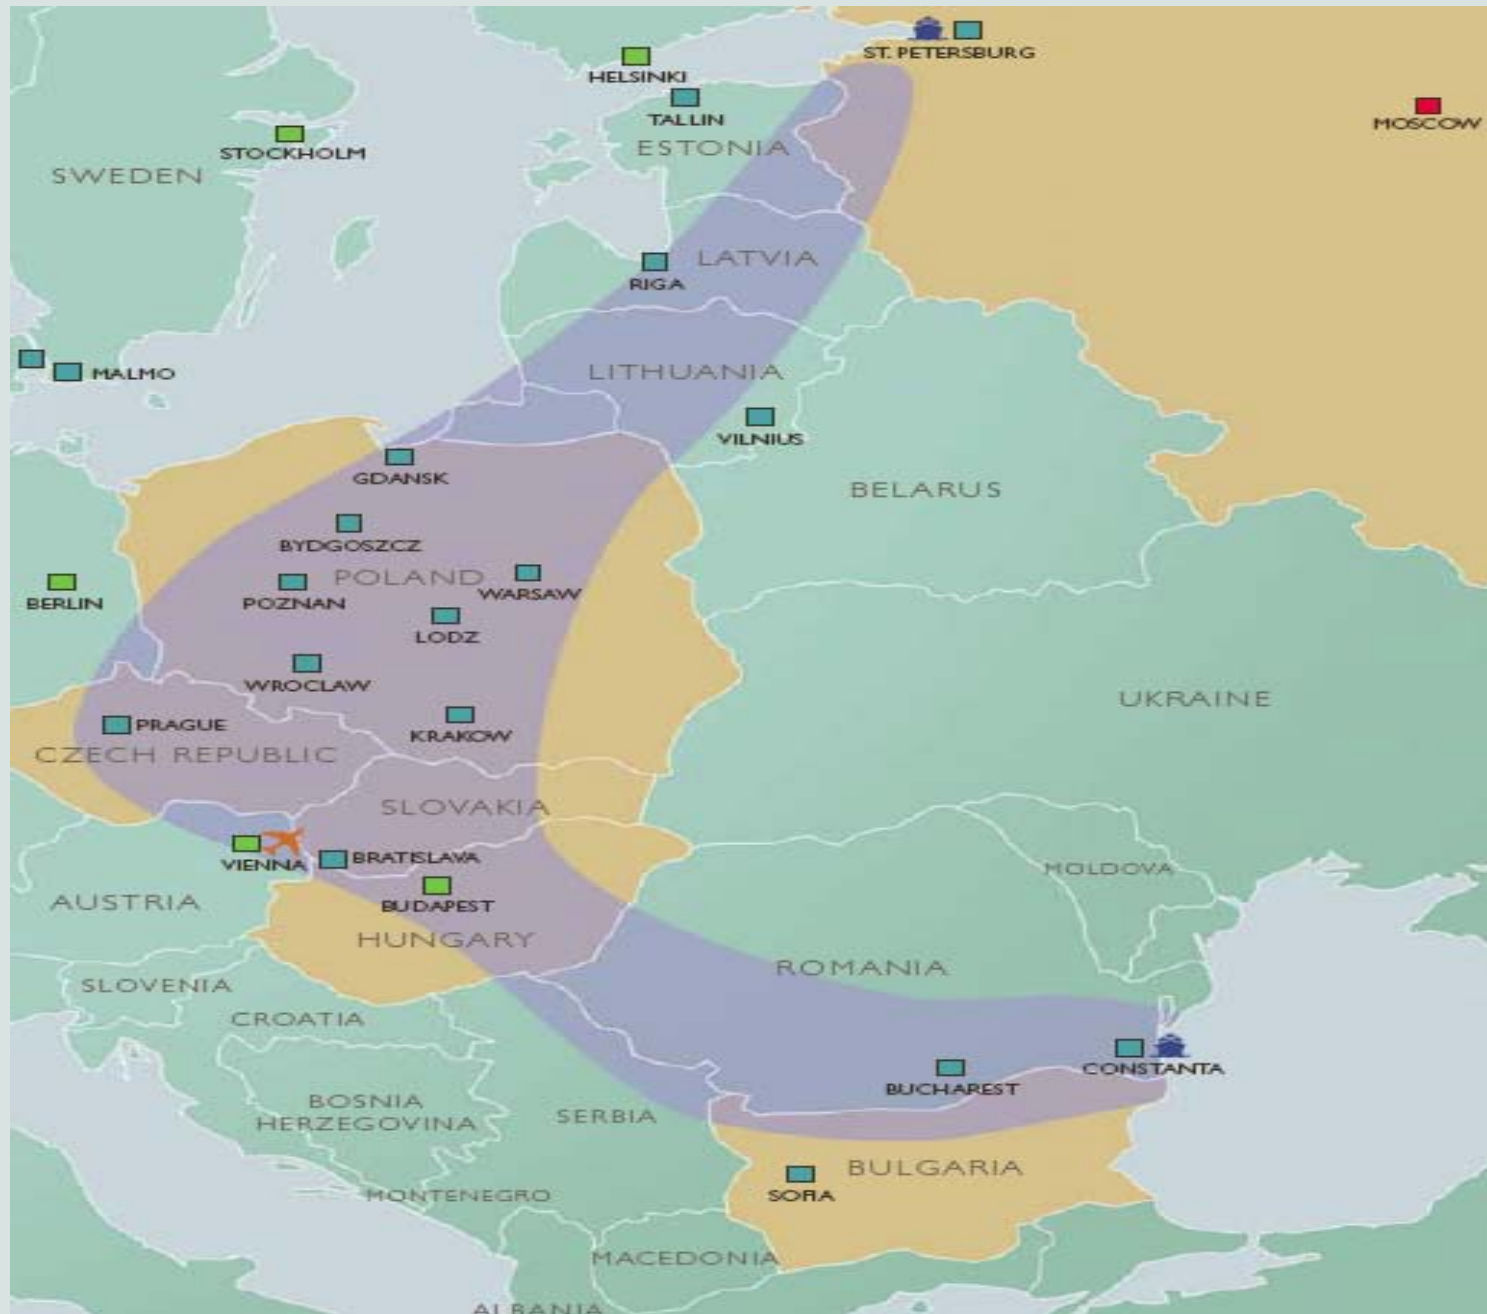 ST. PETERSBURG
HELSINKI
MOSCOW
TALLIN
ESTONIA
STOCKHOLM
SWEDEN
LATVIA
RIGA
MALMO
LITHUANIA
VILNIUS
GDANSK
BELARUS
BYDGOSZCZ
POLAND
WARSAW
BERLIN
POZNAN
LODZ
WROCLAW
UKRAINE
PRAGUE
KRAKOW
CZECH REPUBLIC
SLOVAKIA
VIENNA
BRATISLAVA
MOLDOVA
AUSTRIA
BUDAPEST
HUNGARY
ROMANIA
SLOVENIA
CROATIA
CONSTANTA
BUCHAREST
BOSNIA
HERZEGOVINA
SERBIA
BULGARIA
SOFIA
MONTENEGRO
MACEDONIA
ALBANIA